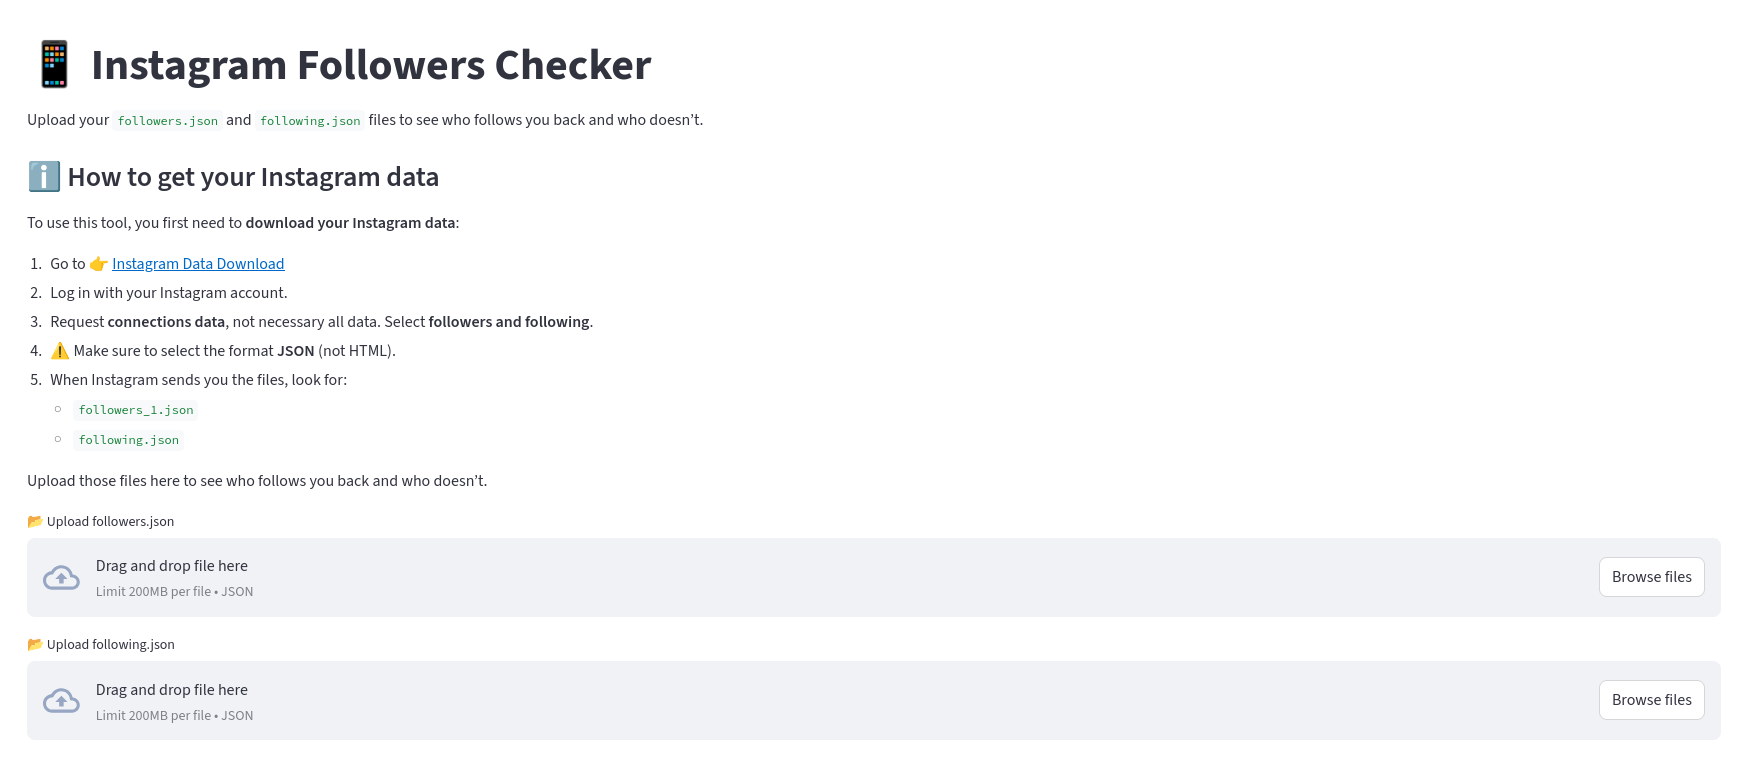 📱 Instagram Followers Checker
Upload your followers.json and following.json files to see who follows you back and who doesn’t.
ℹ️ How to get your Instagram data
To use this tool, you first need to download your Instagram data:
1. Go to 👉 Instagram Data Download
2. Log in with your Instagram account.
3. Request connections data, not necessary all data. Select followers and following.
4. ⚠️ Make sure to select the format JSON (not HTML).
5. When Instagram sends you the files, look for:
○ followers_1.json
○ following.json
Upload those files here to see who follows you back and who doesn’t.
📂 Upload followers.json
Drag and drop file here
Limit 200MB per file • JSON
Browse files
📂 Upload following.json
Drag and drop file here
Limit 200MB per file • JSON
Browse files